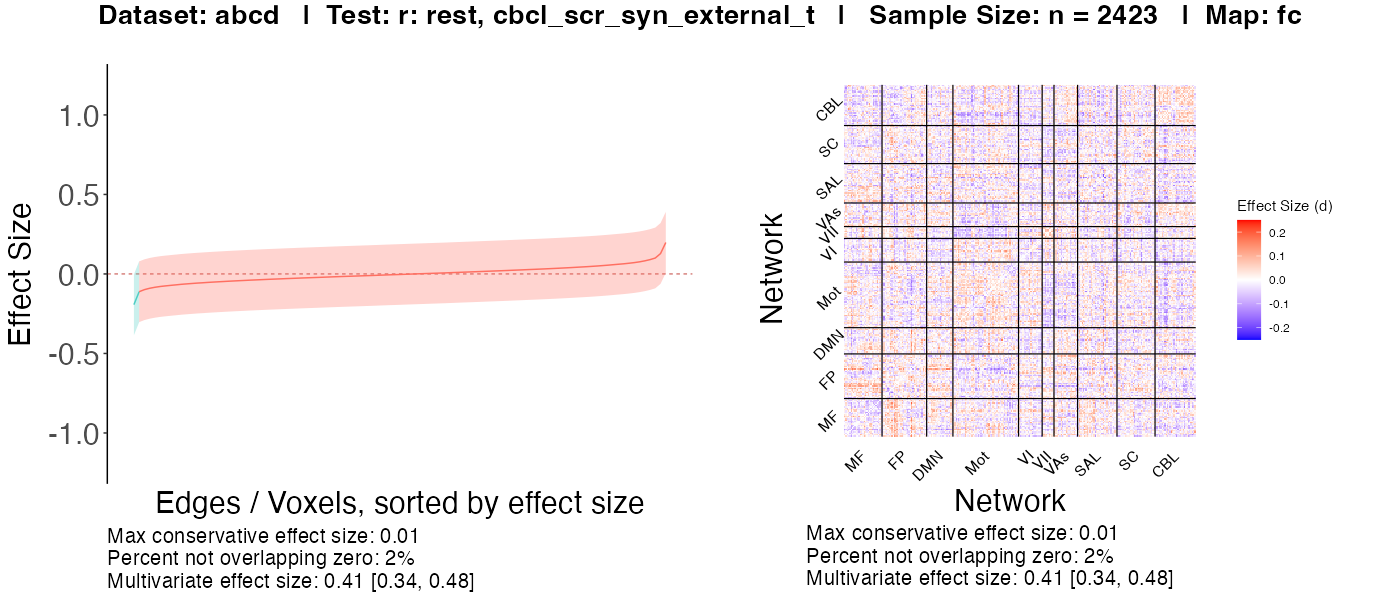 Dataset: abcd | Test: r: rest, cbcl_scr_syn_external_t | Sample Size: n = 2423 | Map: fc
Effect Size
1.0
0.5
0.0
-0.5
-1.0
Edges / Voxels, sorted by effect size
Max conservative effect size: 0.01
Percent not overlapping zero: 2%
Multivariate effect size: 0.41 [0.34, 0.48]
Network
CBL
SC
SAL
VAs
VII
VI
Mot
DMN
FP
MF
MF FP DMN Mot VI VII VAs SAL SC CBL
Network
Max conservative effect size: 0.01
Percent not overlapping zero: 2%
Multivariate effect size: 0.41 [0.34, 0.48]
Effect Size (d)
0.2
0.1
0.0
-0.1
-0.2